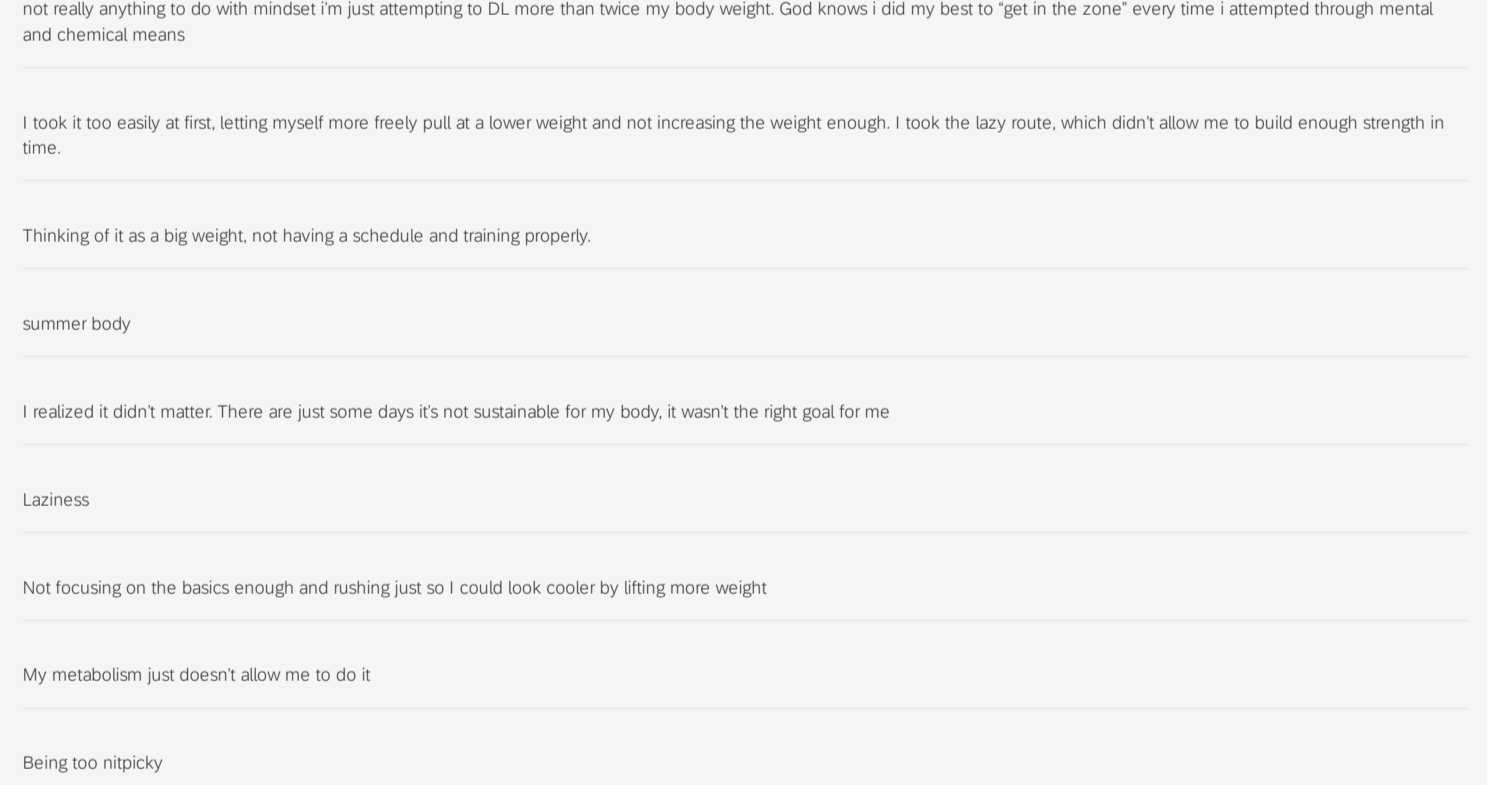 not really anything to do with mindset i'm just attempting to DL more than twice my body weight. God knows i did my best to “get in the zone” every time i attempted through mental
and chemical means
I took it too easily at first, letting myself more freely pull at a lower weight and not increasing the weight enough. I took the lazy route, which didn't allow me to build enough strength in
time.
Thinking of it as a big weight, not having a schedule and training properly.
summer body
I realized it didn't matter. There are just some days it's not sustainable for my body, it wasn't the right goal for me
Laziness
Not focusing on the basics enough and rushing just so I could look cooler by lifting more weight
My metabolism just doesn't allow me to do it
Being too nitpicky